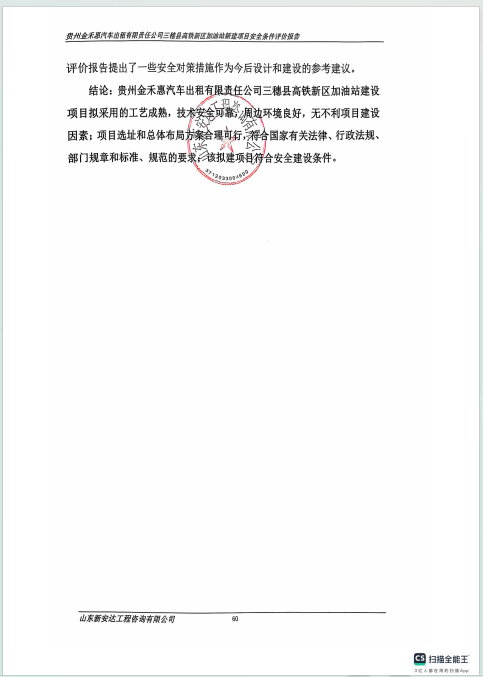 贵州金禾惠汽车出租有限责任公司三穗县高铁新区加油站新建项目安全条件评价报告
评价报告提出了一些安全对策措施作为今后设计和建设的参考建议。
结论：贵州金禾惠汽车出租有限责任公司三穗县高铁新区加油站建设
项目拟采用的工艺成熟，技术安全可靠，周边环境良好，无不利项目建设
因素；项目选址和总体布局方案合理可行，符合国家有关法律、行政法规、
部门规章和标准、规范的要求；该拟建项目符合安全建设条件。
3712033004600
山东新安达工程咨询有限公司
60
CS 扫描全能王
3亿人都在用的扫描App